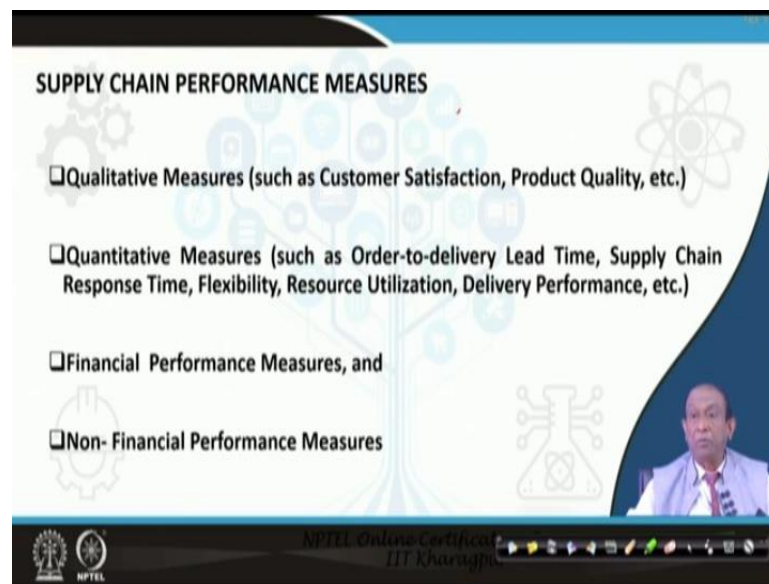 SUPPLY CHAIN PERFORMANCE MEASURES
❑Qualitative Measures (such as Customer Satisfaction, Product Quality, etc.)
❑Quantitative Measures (such as Order-to-delivery Lead Time, Supply Chain
Response Time, Flexibility, Resource Utilization, Delivery Performance, etc.)
❑Financial Performance Measures, and
❑Non- Financial Performance Measures
NPTEL Online Certificat
IIT Kharagpu
NPTEL